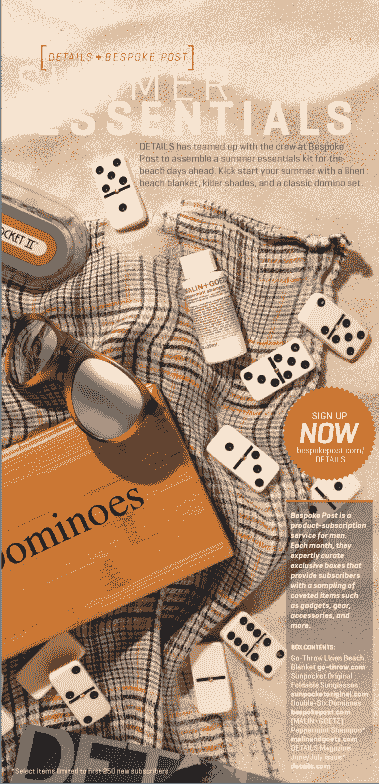 [DETAILS + BESPOKE POST]
SUMMER
ESSENTIALS
DETAILS has teamed up with the crew at Bespoke
Post to assemble a summer essentials kit for the
beach days ahead. Kick start your summer with a linen
beach blanket, killer shades, and a classic domino set.
OCKET II
MALIN+GOETZ
SIGN UP
NOW
bespokepost.com/
DETAILS
Dominoes
Bespoke Post is a
product-subscription
service for men.
Each month, they
expertly curate
exclusive boxes that
provide subscribers
with a sampling of
coveted items such
as gadgets, gear,
accessories, and
more.
BOX CONTENTS:
Go-Throw Linen Beach
Blanket go-throw.com
Sunpocket Original
Foldable Sunglasses
sunpocketoriginal.com
Double-Six Dominoes
bespokepost.com
(MALIN+GOETZ)
Peppermint Shampoo*
malinandgoetz.com
DETAILS Magazine
June/July issue*
details.com
*Select items limited to first 850 new subscribers